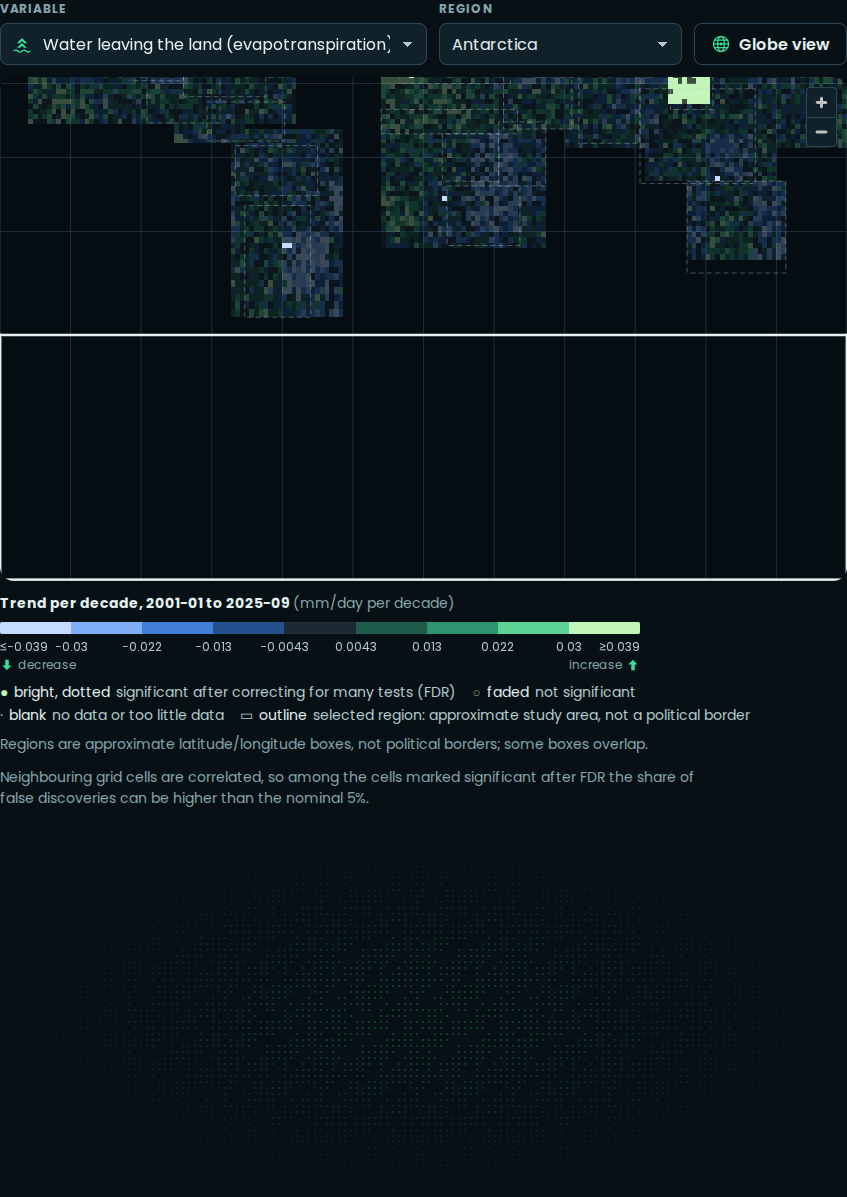 VARIABLE
REGION
Water leaving the land (evapotranspiration)
Antarctica
Globe view
+
−
Trend per decade, 2001-01 to 2025-09 (mm/day per decade)
≤-0.039 -0.03 -0.022 -0.013 -0.0043 0.0043 0.013 0.022 0.03 ≥0.039
decrease
increase
bright, dotted significant after correcting for many tests (FDR) faded not significant
blank no data or too little data outline selected region: approximate study area, not a political border
Regions are approximate latitude/longitude boxes, not political borders; some boxes overlap.
Neighbouring grid cells are correlated, so among the cells marked significant after FDR the share of
false discoveries can be higher than the nominal 5%.